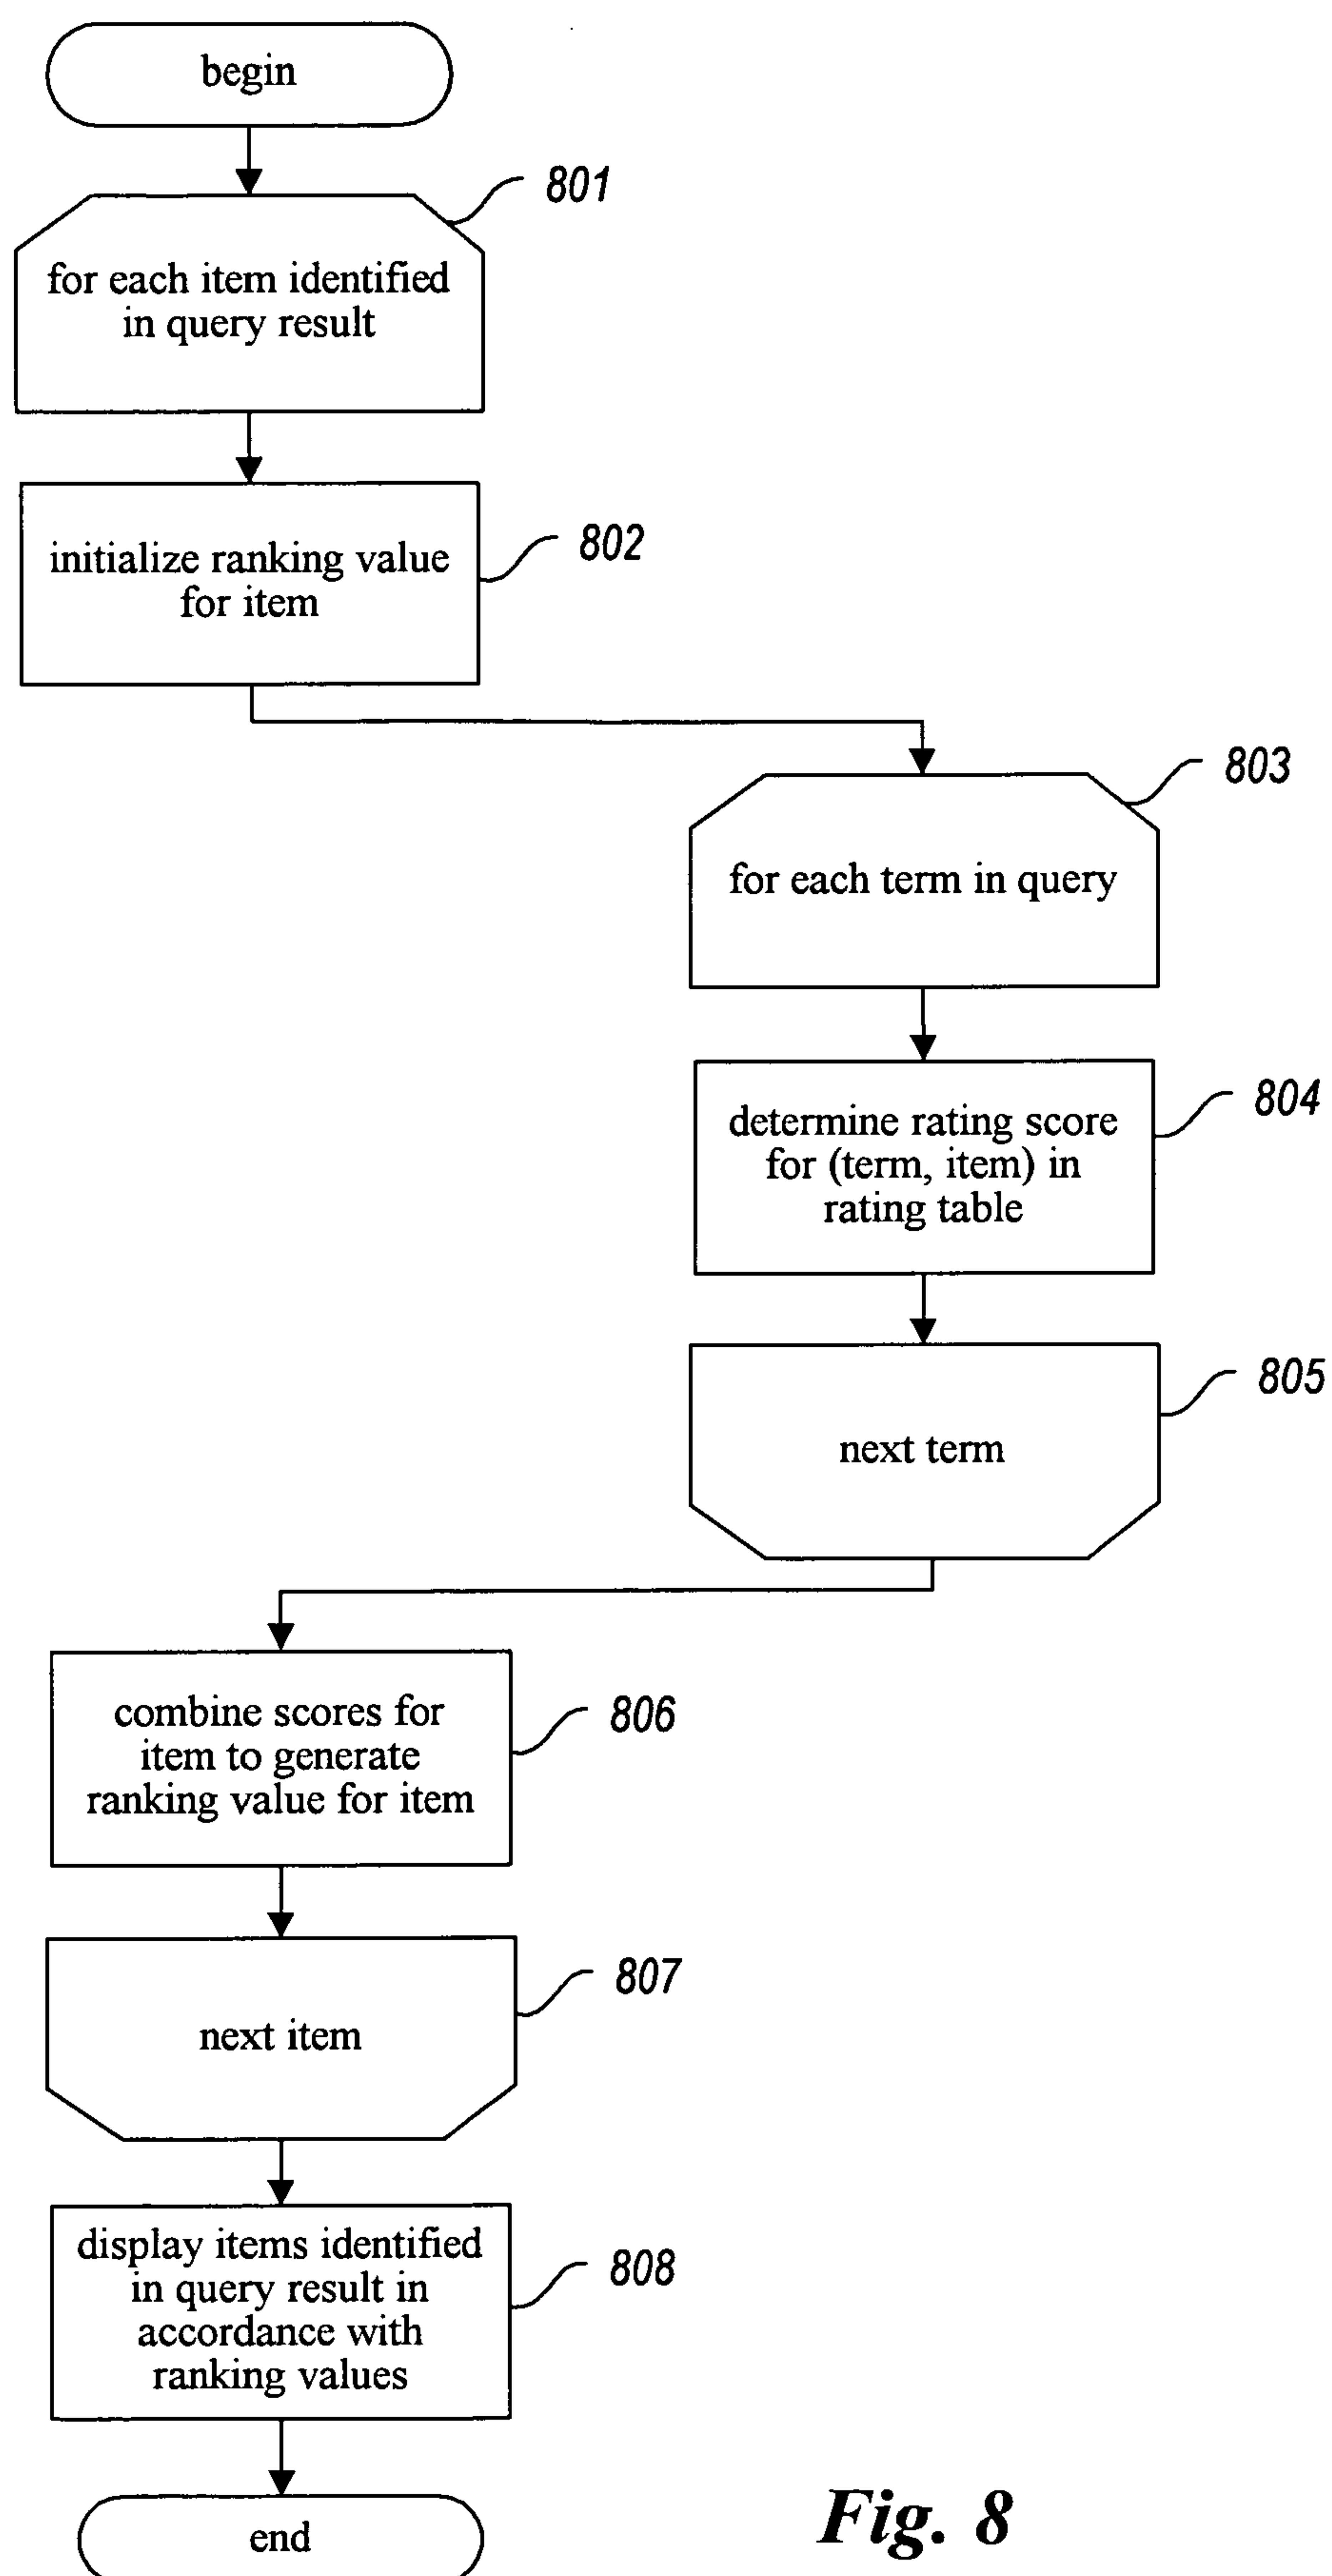 begin
801
for each item identified
in query result
802
initialize ranking value
for item
803
for each term in query
804
determine rating score
for (term, item) in
rating table
805
next term
806
combine scores for
item to generate
ranking value for item
807
next item
808
display items identified
in query result in
accordance with
ranking values
end
Fig. 8